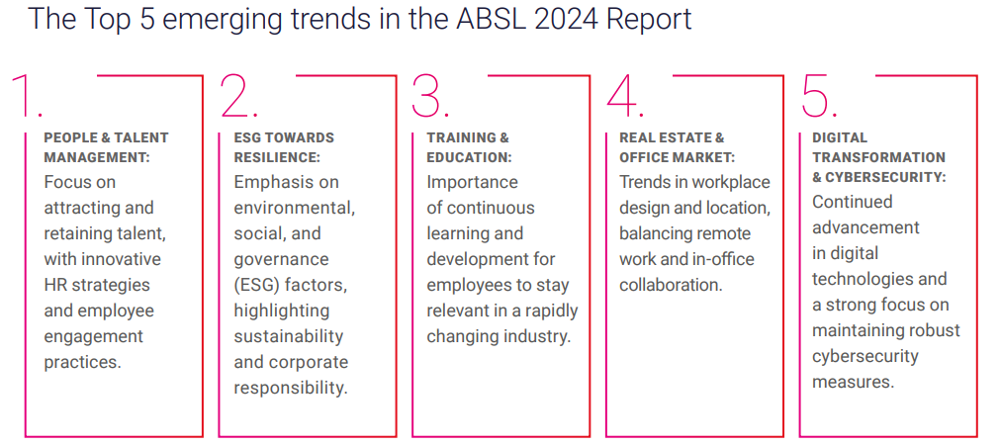 The Top 5 emerging trends in the ABSL 2024 Report
1.
PEOPLE & TALENT
MANAGEMENT:
Focus on
attracting and
retaining talent,
with innovative
HR strategies
and employee
engagement
practices.
2.
ESG TOWARDS
RESILIENCE:
Emphasis on
environmental,
social, and
governance
(ESG) factors,
highlighting
sustainability
and corporate
responsibility.
3.
TRAINING &
EDUCATION:
Importance
of continuous
learning and
development for
employees to stay
relevant in a rapidly
changing industry.
4.
REAL ESTATE &
OFFICE MARKET:
Trends in workplace
design and location,
balancing remote
work and in-office
collaboration.
5.
DIGITAL
TRANSFORMATION
& CYBERSECURITY:
Continued
advancement
in digital
technologies and
a strong focus on
maintaining robust
cybersecurity
measures.